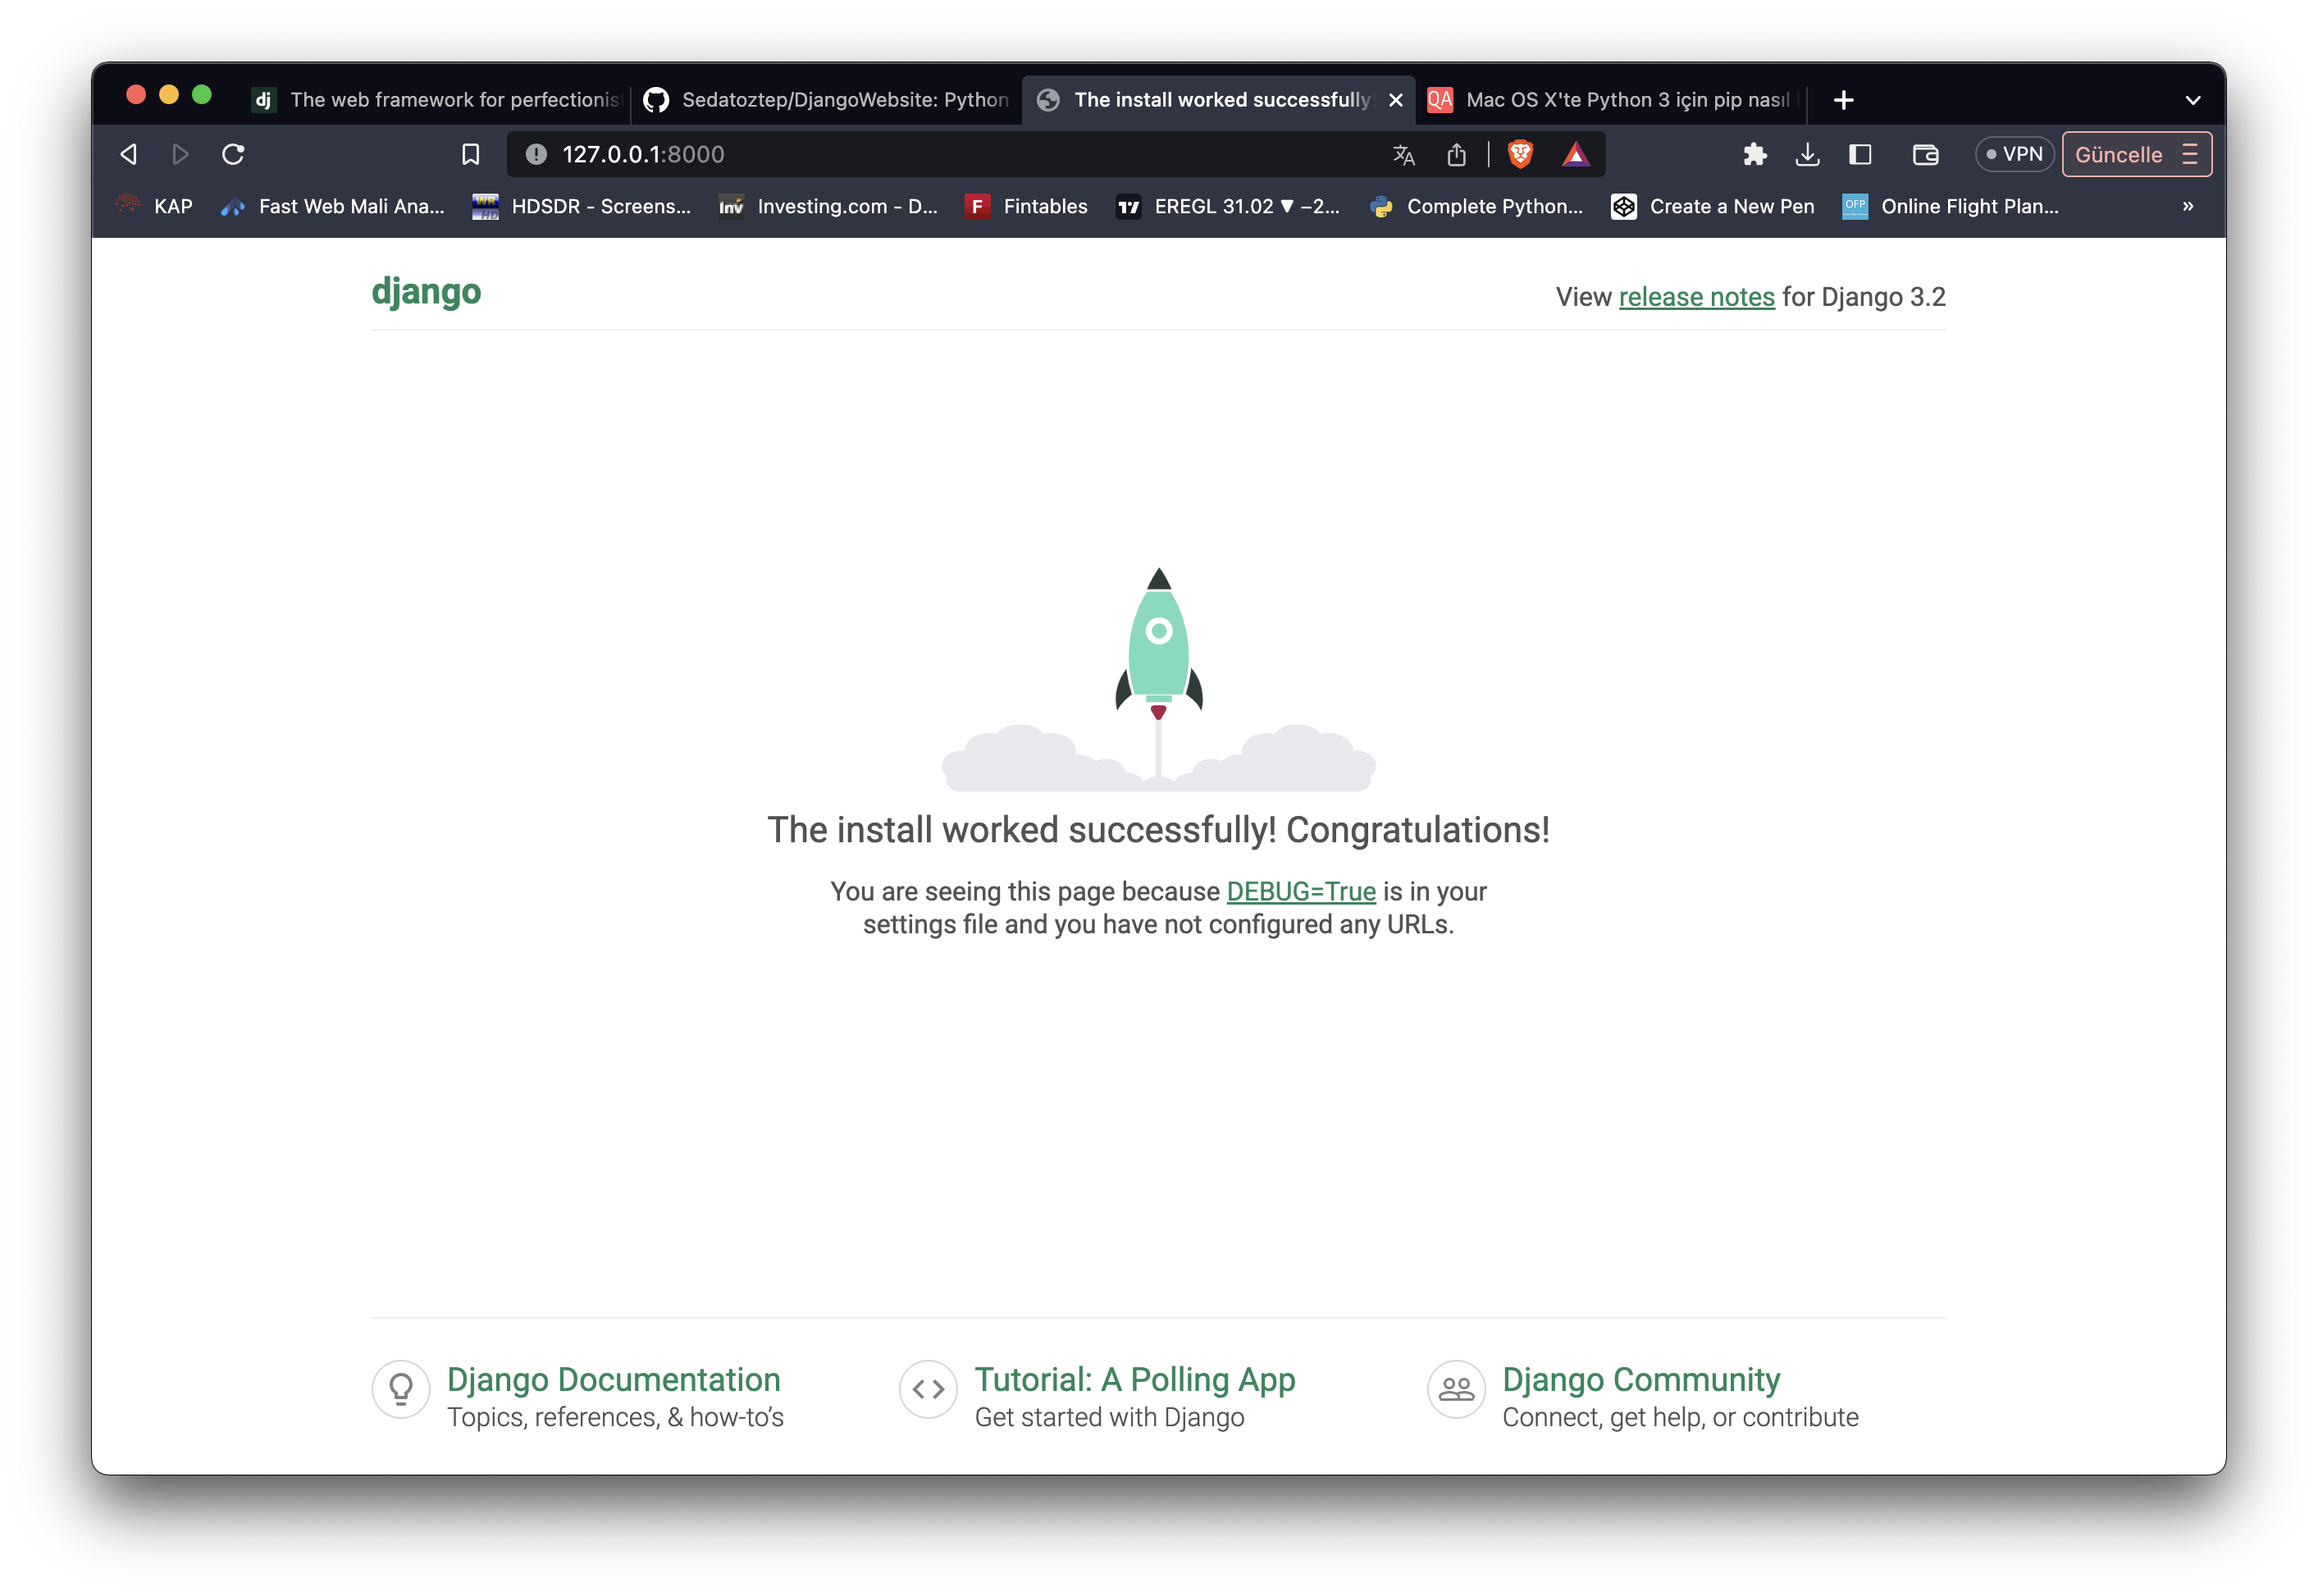 dj The web framework for perfectionist
Sedatoztep/DjangoWebsite: Python
The install worked successfully!
QA Mac OS X'te Python 3 için pip nasıl
127.0.0.1:8000
VPN
Güncelle
KAP
Fast Web Mali Ana...
WR HD HDSDR - Screens...
Inv Investing.com - D...
F Fintables
EREGL 31.02 ▼ −2...
Complete Python...
Create a New Pen
OFP Online Flight Plan...
»
django
View release notes for Django 3.2
The install worked successfully! Congratulations!
You are seeing this page because DEBUG=True is in your
settings file and you have not configured any URLs.
Django Documentation
Topics, references, & how-to’s
Tutorial: A Polling App
Get started with Django
Django Community
Connect, get help, or contribute